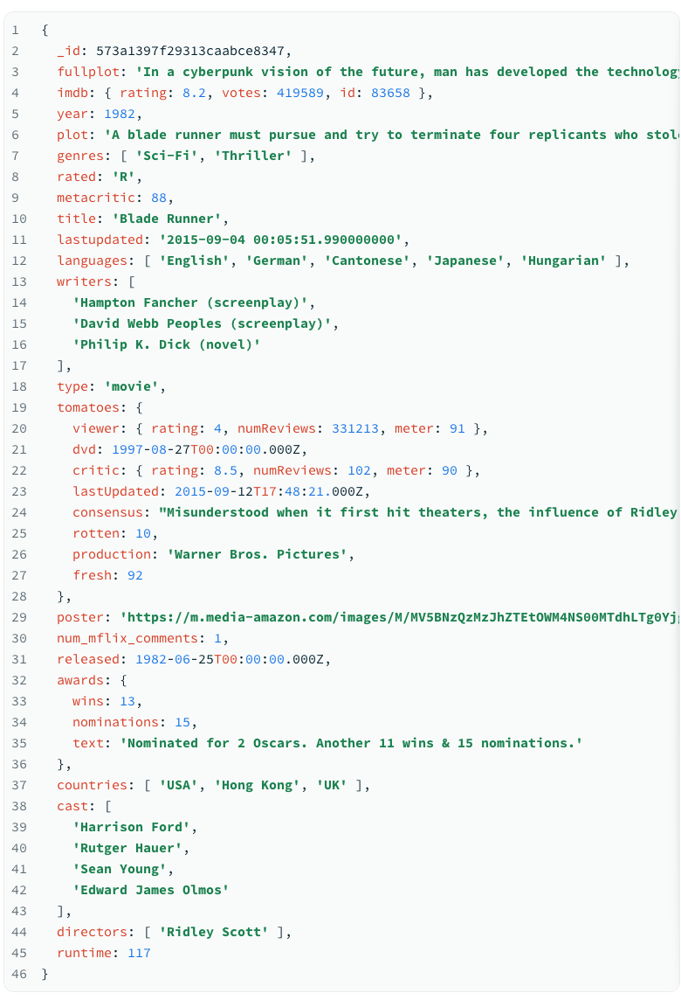 1 {
2 _id: 573a1397f29313caabce8347,
3 fullplot: 'In a cyberpunk vision of the future, man has developed the technology
4 imdb: { rating: 8.2, votes: 419589, id: 83658 },
5 year: 1982,
6 plot: 'A blade runner must pursue and try to terminate four replicants who stole
7 genres: [ 'Sci-Fi', 'Thriller' ],
8 rated: 'R',
9 metacritic: 88,
10 title: 'Blade Runner',
11 lastupdated: '2015-09-04 00:05:51.990000000',
12 languages: [ 'English', 'German', 'Cantonese', 'Japanese', 'Hungarian' ],
13 writers: [
14 'Hampton Fancher (screenplay)',
15 'David Webb Peoples (screenplay)',
16 'Philip K. Dick (novel)'
17 ],
18 type: 'movie',
19 tomatoes: {
20 viewer: { rating: 4, numReviews: 331213, meter: 91 },
21 dvd: 1997-08-27T00:00:00.000Z,
22 critic: { rating: 8.5, numReviews: 102, meter: 90 },
23 lastUpdated: 2015-09-12T17:48:21.000Z,
24 consensus: "Misunderstood when it first hit theaters, the influence of Ridley
25 rotten: 10,
26 production: 'Warner Bros. Pictures',
27 fresh: 92
28 },
29 poster: 'https://m.media-amazon.com/images/M/MV5BNzQzMzJhZTEtOWM4NS00MTdhLTg0Yj
30 num_mflix_comments: 1,
31 released: 1982-06-25T00:00:00.000Z,
32 awards: {
33 wins: 13,
34 nominations: 15,
35 text: 'Nominated for 2 Oscars. Another 11 wins & 15 nominations.'
36 },
37 countries: [ 'USA', 'Hong Kong', 'UK' ],
38 cast: [
39 'Harrison Ford',
40 'Rutger Hauer',
41 'Sean Young',
42 'Edward James Olmos'
43 ],
44 directors: [ 'Ridley Scott' ],
45 runtime: 117
46 }